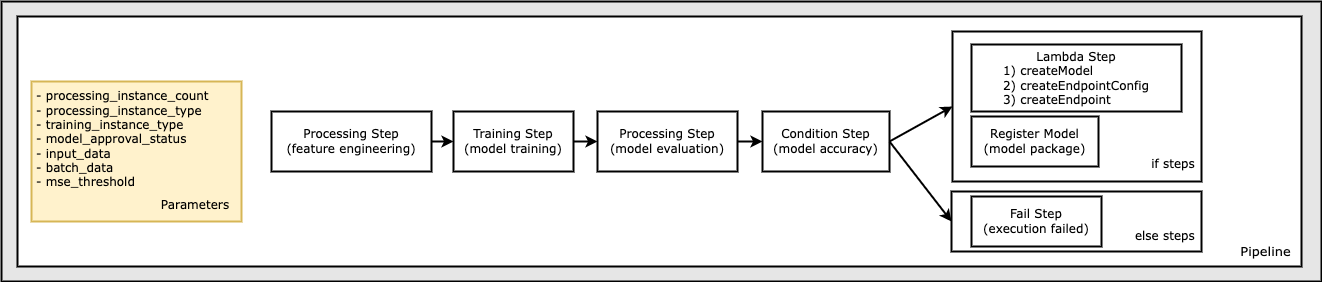 - processing_instance_count
- processing_instance_type
- training_instance_type
- model_approval_status
- input_data
- batch_data
- mse_threshold
Parameters
Processing Step
(feature engineering)
Training Step
(model training)
Processing Step
(model evaluation)
Condition Step
(model accuracy)
Lambda Step
1) createModel
2) createEndpointConfig
3) createEndpoint
Register Model
(model package)
if steps
Fail Step
(execution failed)
else steps
Pipeline